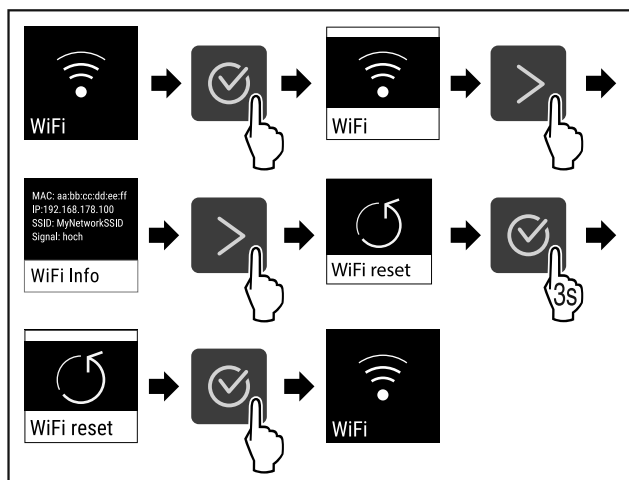 WiFi
WiFi
MAC: aa:bb:cc:dd:ee:ff
IP:192.168.178.100
SSID: MyNetworkSSID
Signal: hoch
WiFi Info
WiFi reset
3s
WiFi reset
WiFi